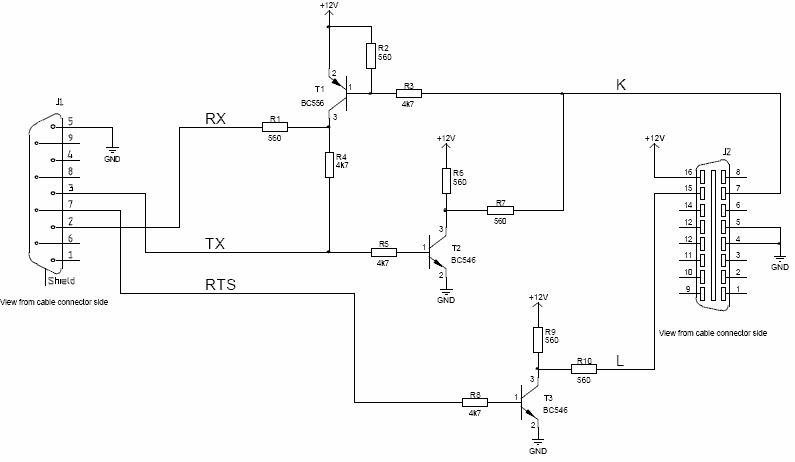 +12V
R2
560
2
T1
1
BC556
3
R3
4k7
K
J1
5
9
4
8
3
7
2
6
1
Shield
View from cable connector side
GND
RX
R1
560
R4
4k7
+12V
R6
560
R7
560
+12V
J2
16
15
14
12
12
11
10
9
8
7
6
5
4
3
2
1
GND
View from cable connector side
TX
R5
4k7
3
1
T2
BC546
2
GND
RTS
+12V
R9
560
R10
560
L
R8
4k7
3
1
T3
BC546
2
GND